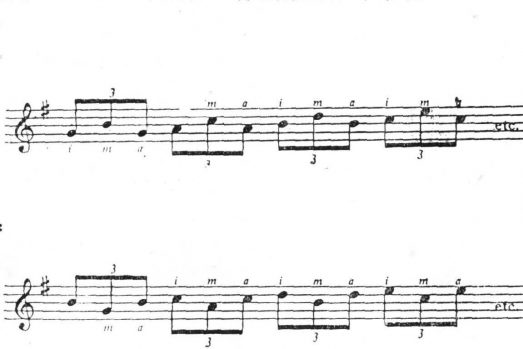 3
m a i m a i m
etc.
i m a
3 3 3
:
3
i m a i m a i m a
etc.
m a
3 3 3